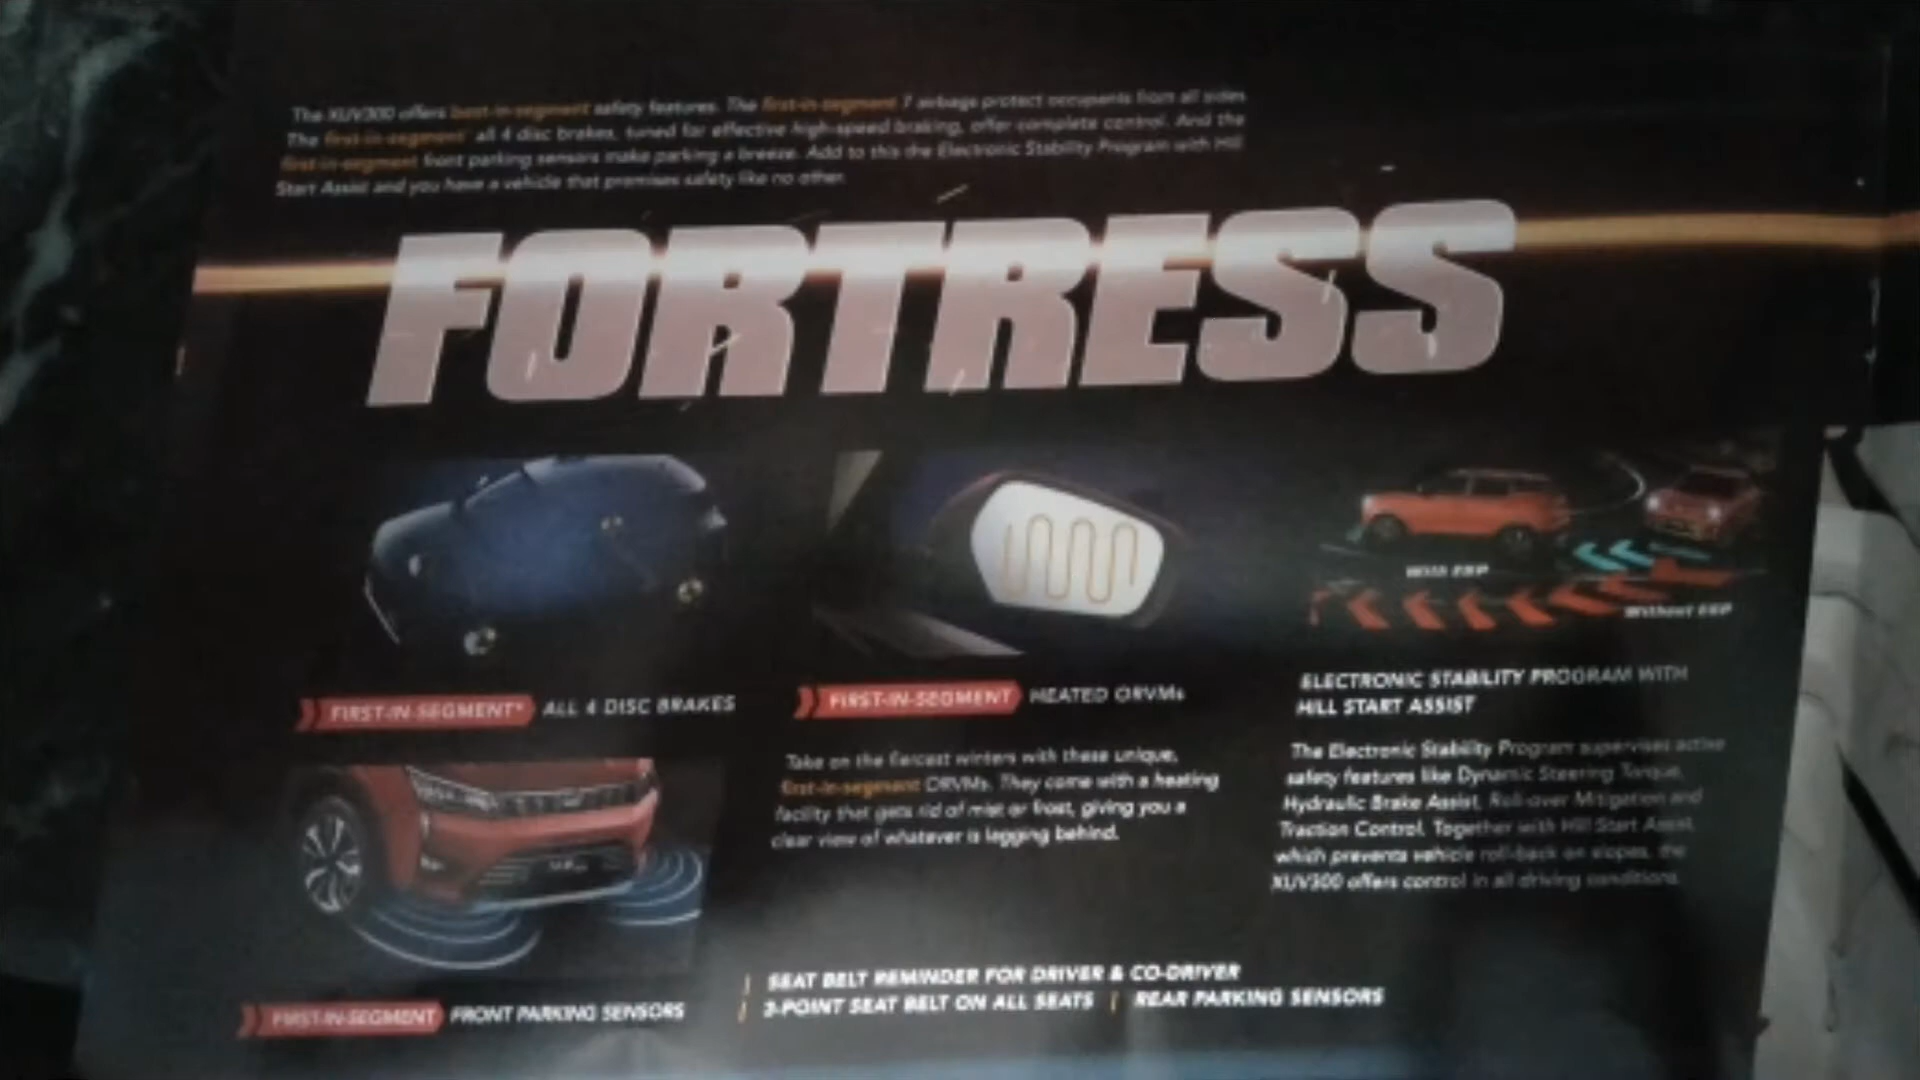 The XUV300 offers best-in-segment safety features. The first-in-segment 7 airbags protect occupants from all sides.
The first-in-segment* all 4 disc brakes, tuned for effective high-speed braking, offer complete control. And the
first-in-segment front parking sensors make parking a breeze. Add to this the Electronic Stability Program with Hill
Start Assist and you have a vehicle that promises safety like no other.
FORTRESS
With ESP
Without ESP
FIRST-IN-SEGMENT* ALL 4 DISC BRAKES
FIRST-IN-SEGMENT HEATED ORVMs
Take on the fiercest winters with these unique,
first-in-segment ORVMs. They come with a heating
facility that gets rid of mist or frost, giving you a
clear view of whatever is lagging behind.
ELECTRONIC STABILITY PROGRAM WITH
HILL START ASSIST
The Electronic Stability Program supervises active
safety features like Dynamic Steering Torque,
Hydraulic Brake Assist, Roll-over Mitigation and
Traction Control. Together with Hill Start Assist,
which prevents vehicle roll-back on slopes, the
XUV300 offers control in all driving conditions.
FIRST-IN-SEGMENT FRONT PARKING SENSORS
| SEAT BELT REMINDER FOR DRIVER & CO-DRIVER
| 3-POINT SEAT BELT ON ALL SEATS | REAR PARKING SENSORS